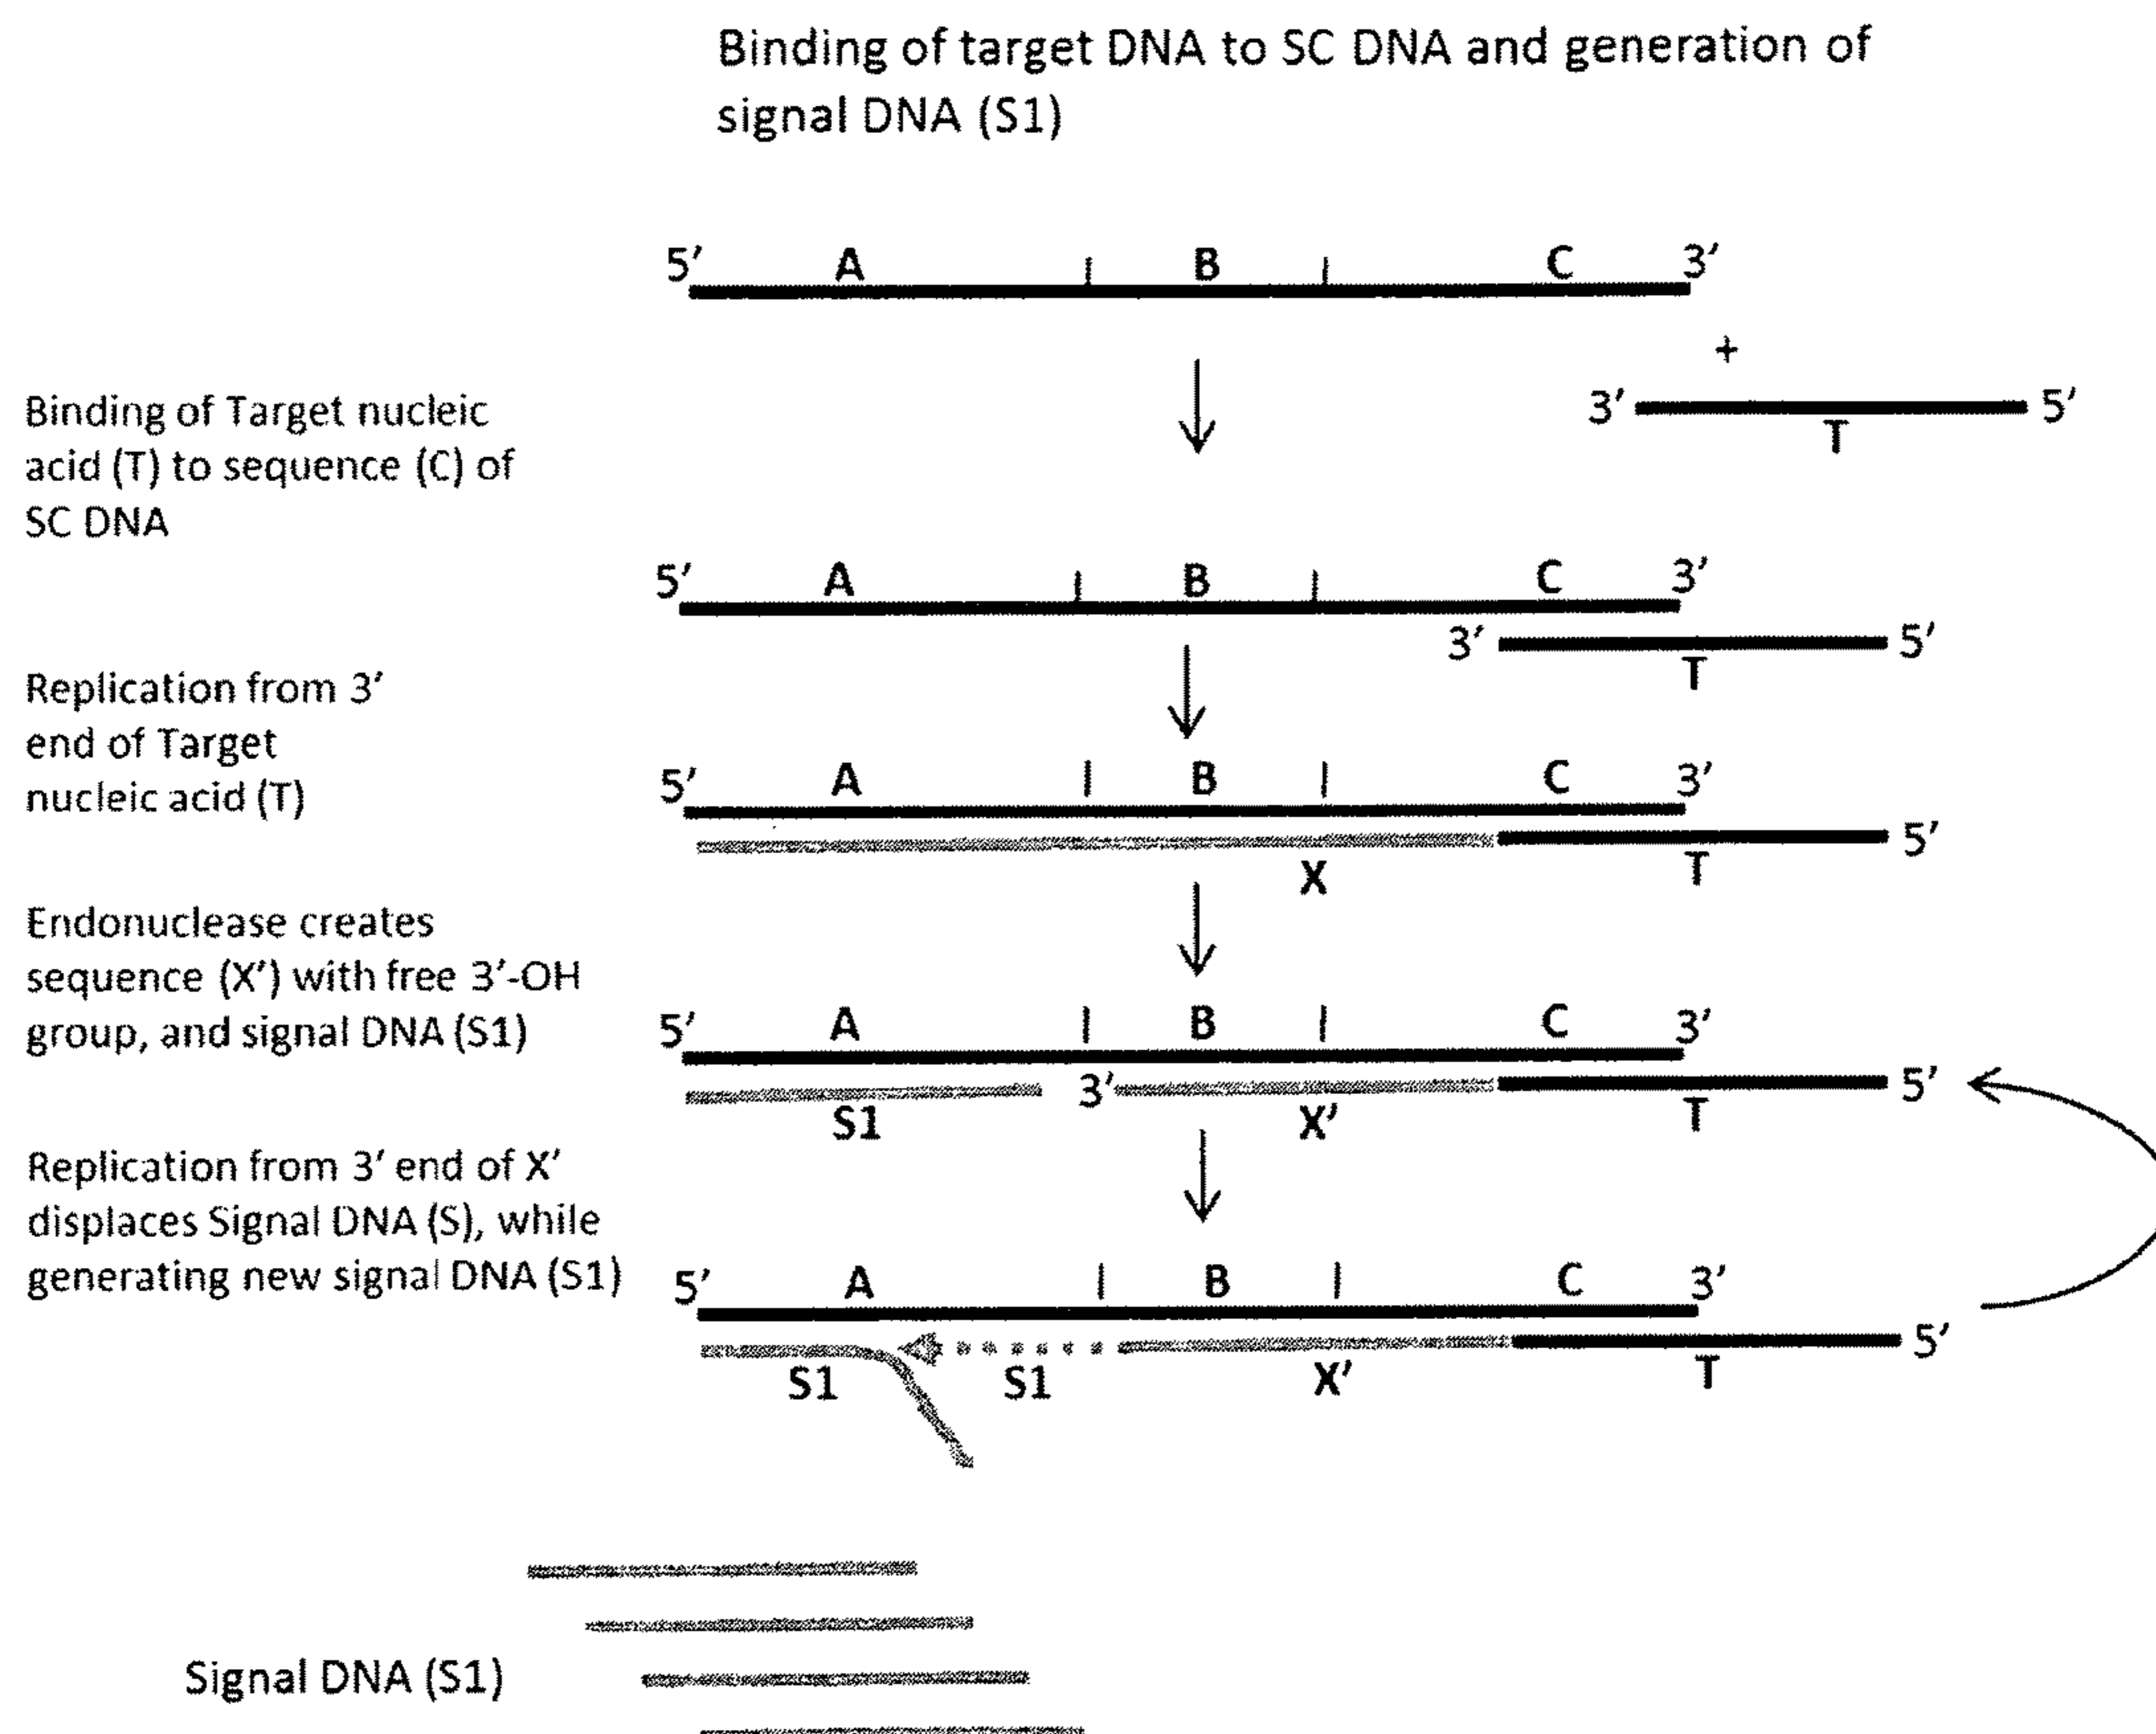 Binding of target DNA to SC DNA and generation of
signal DNA (S1)
5′ A | B | C 3′
+
3′ 5′
T
Binding of Target nucleic
acid (T) to sequence (C) of
SC DNA
5′ A | B | C 3′
3′ 5′
T
Replication from 3′
end of Target
nucleic acid (T)
5′ A | B | C 3′
5′
X T
Endonuclease creates
sequence (X′) with free 3′-OH
group, and signal DNA (S1)
5′ A | B | C 3′
3′ 5′
S1 X′ T
Replication from 3′ end of X′
displaces Signal DNA (S), while
generating new signal DNA (S1)
5′ A | B | C 3′
5′
S1 S1 X′ T
Signal DNA (S1)